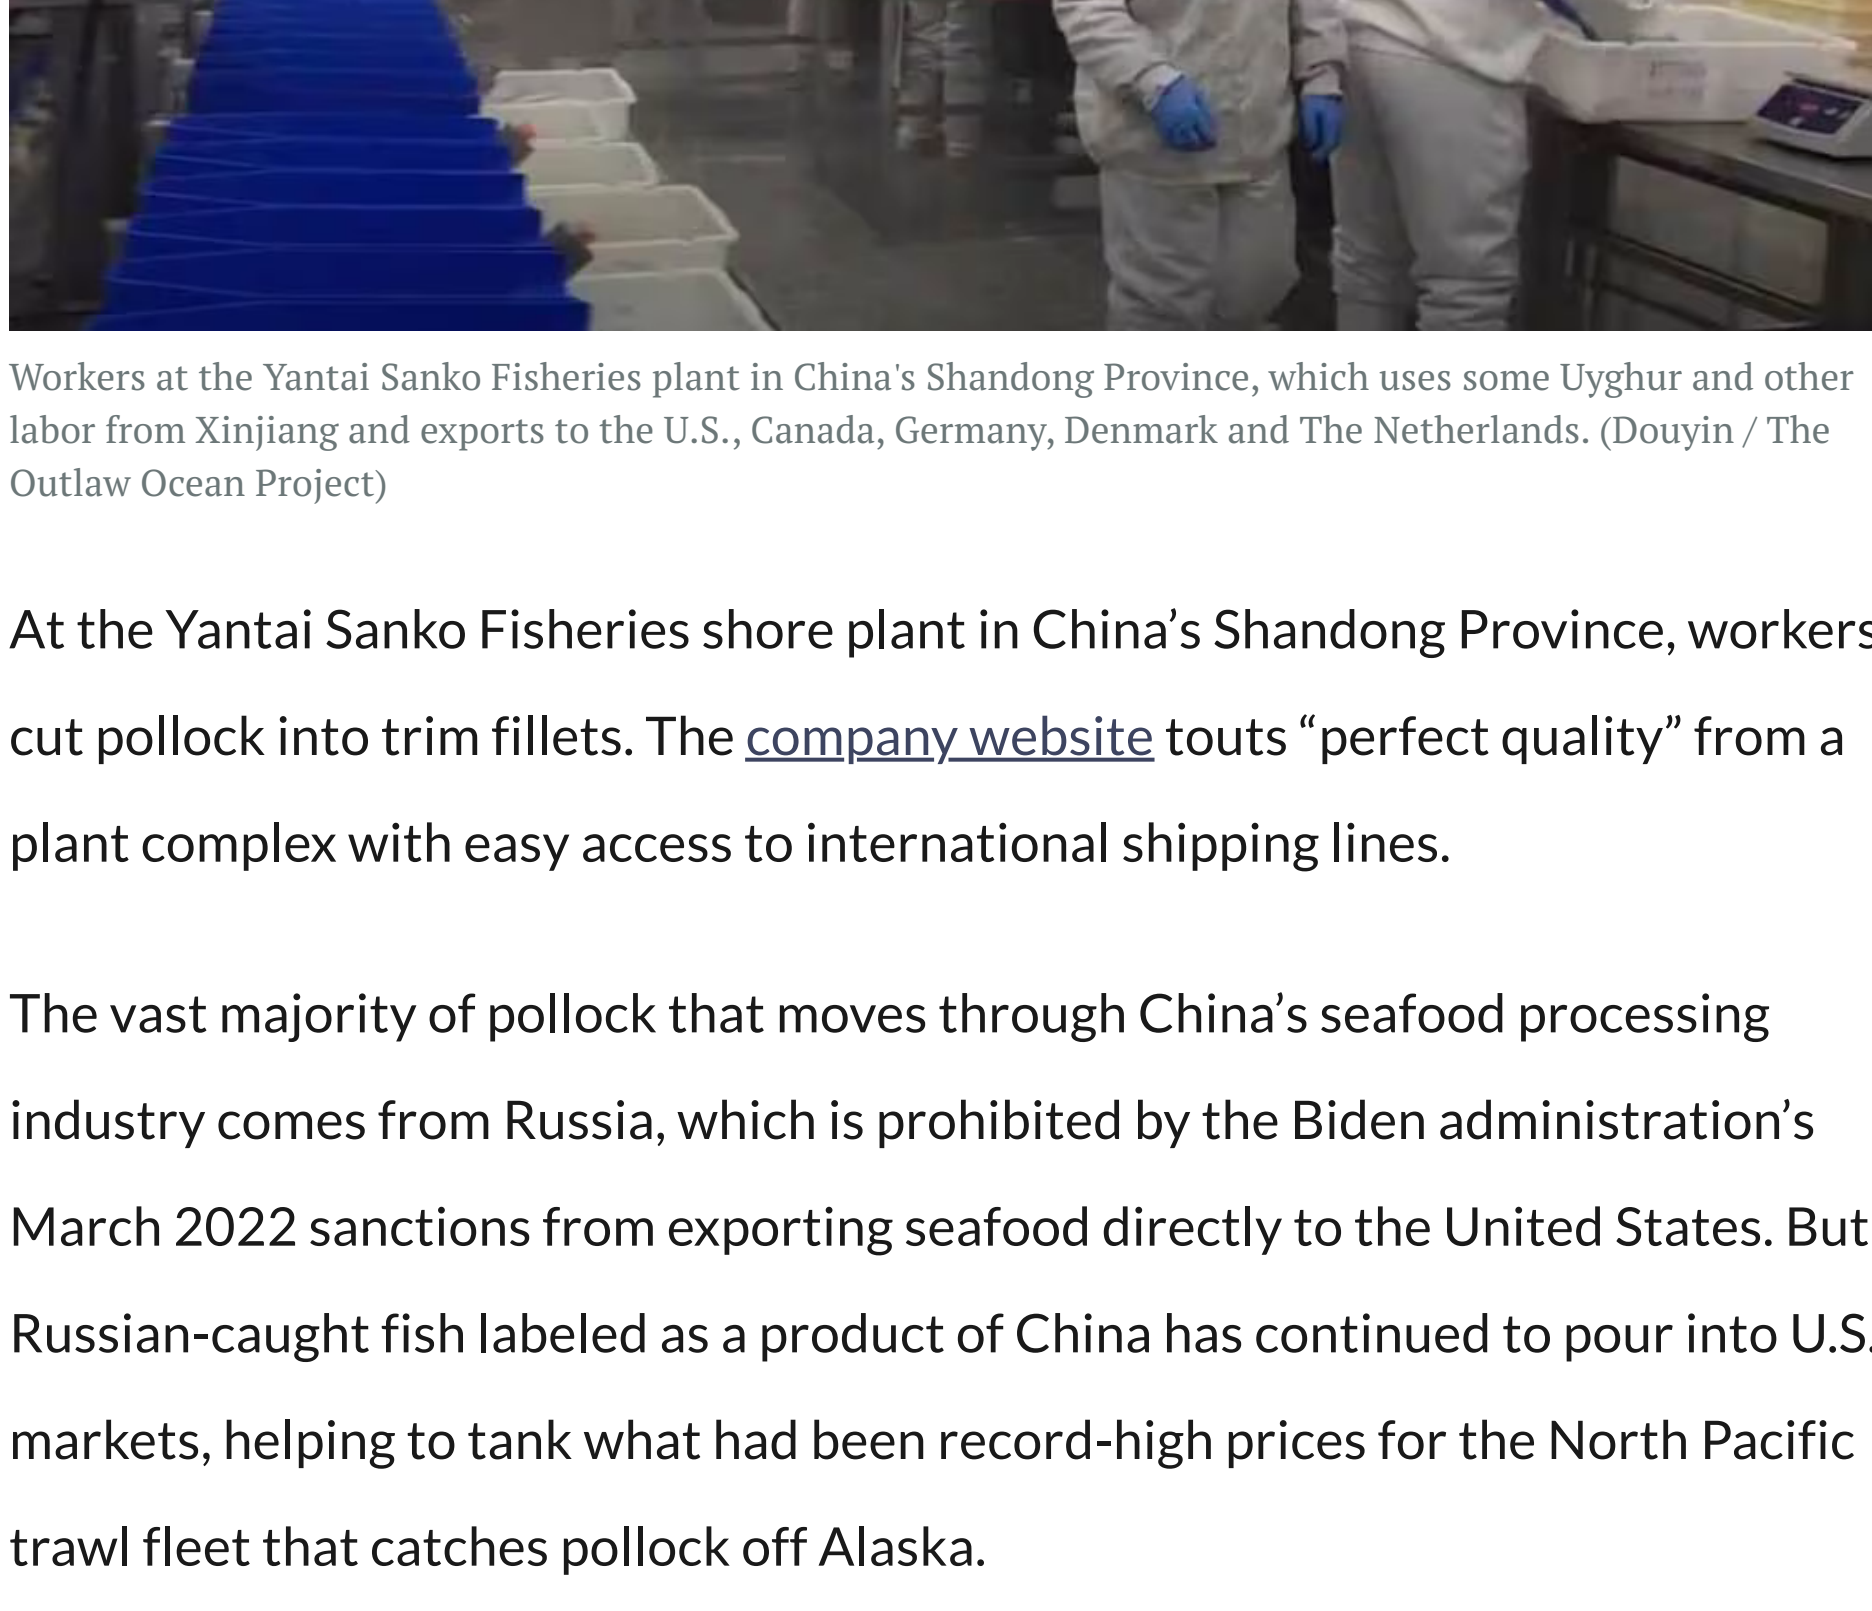 Workers at the Yantai Sanko Fisheries plant in China's Shandong Province, which uses some Uyghur and other
labor from Xinjiang and exports to the U.S., Canada, Germany, Denmark and The Netherlands. (Douyin / The
Outlaw Ocean Project)
At the Yantai Sanko Fisheries shore plant in China’s Shandong Province, workers
cut pollock into trim fillets. The company website touts “perfect quality” from a
plant complex with easy access to international shipping lines.
The vast majority of pollock that moves through China’s seafood processing
industry comes from Russia, which is prohibited by the Biden administration’s
March 2022 sanctions from exporting seafood directly to the United States. But
Russian-caught fish labeled as a product of China has continued to pour into U.S.
markets, helping to tank what had been record-high prices for the North Pacific
trawl fleet that catches pollock off Alaska.